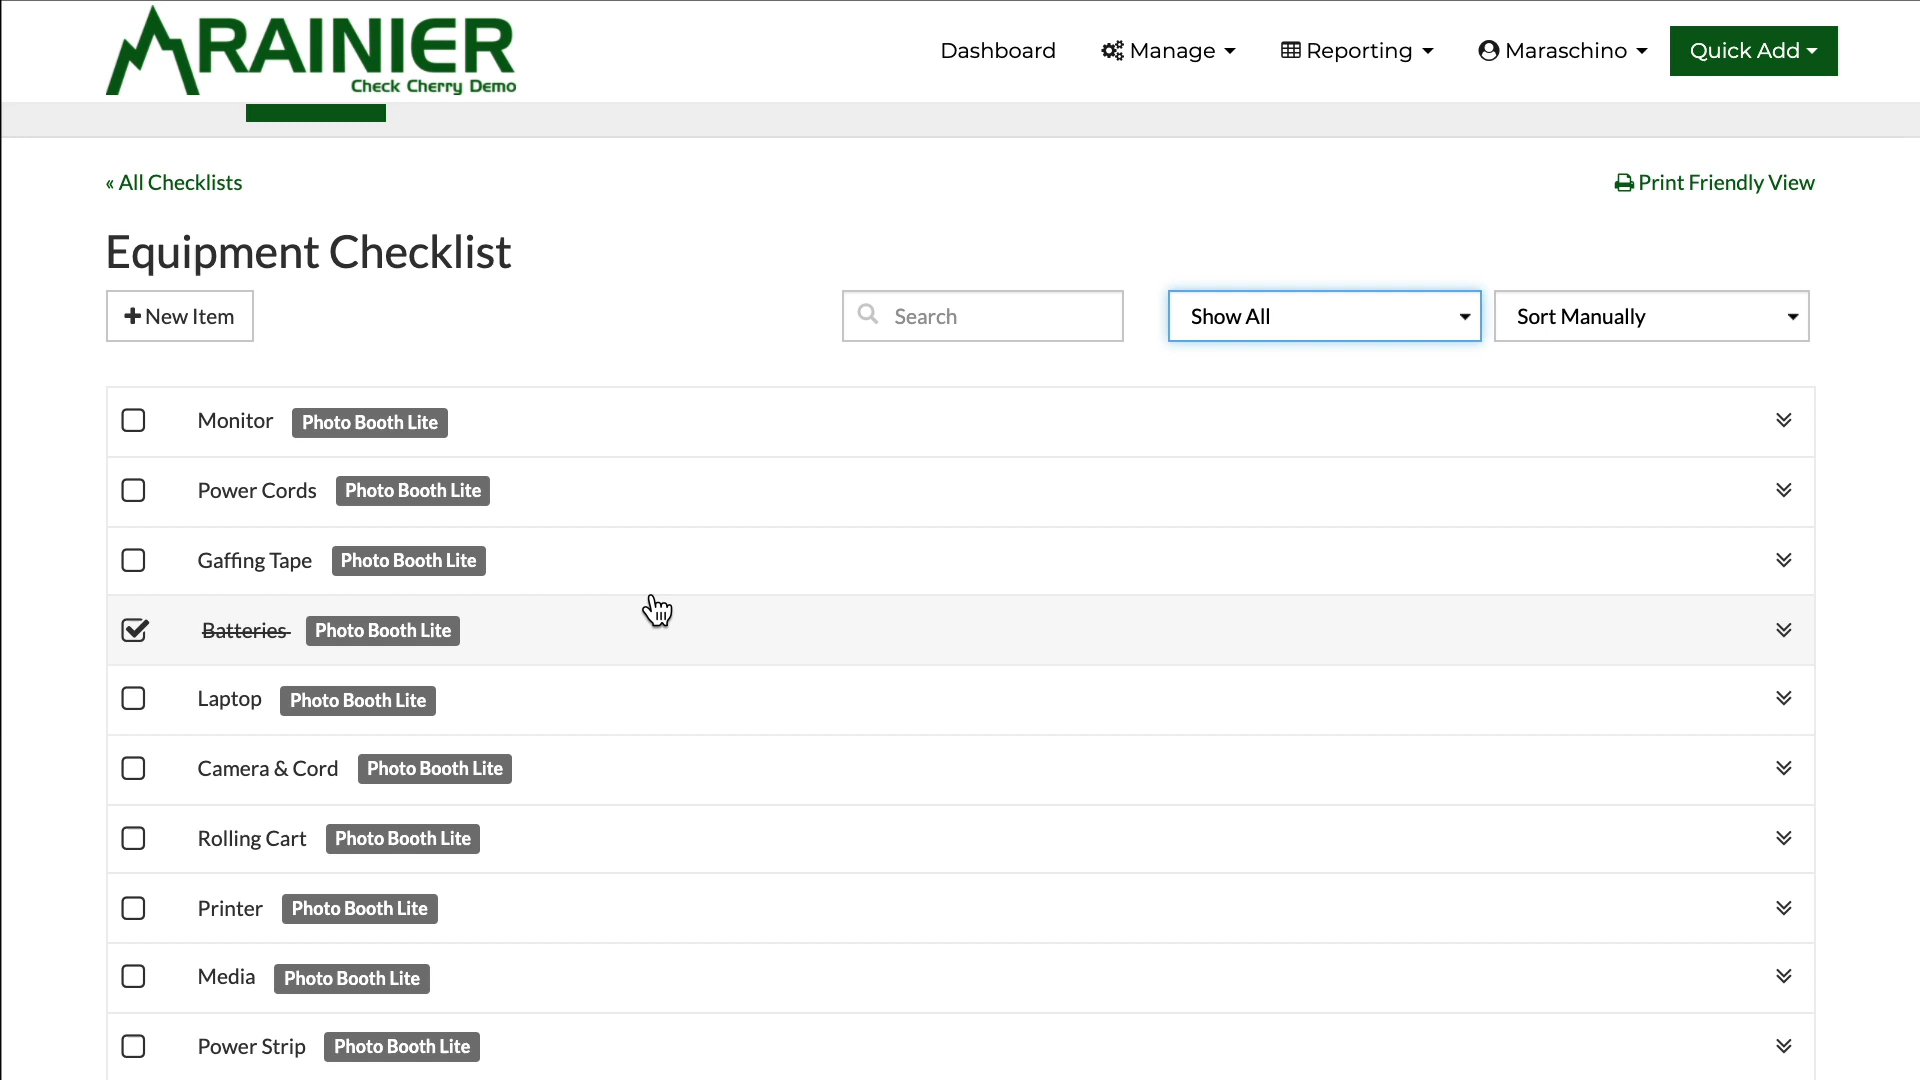 RAINIER
Check Cherry Demo
Dashboard Manage Reporting Maraschino Quick Add
« All Checklists Print Friendly View
Equipment Checklist
New Item Search Show All Sort Manually
Monitor Photo Booth Lite
Power Cords Photo Booth Lite
Gaffing Tape Photo Booth Lite
Batteries Photo Booth Lite
Laptop Photo Booth Lite
Camera & Cord Photo Booth Lite
Rolling Cart Photo Booth Lite
Printer Photo Booth Lite
Media Photo Booth Lite
Power Strip Photo Booth Lite